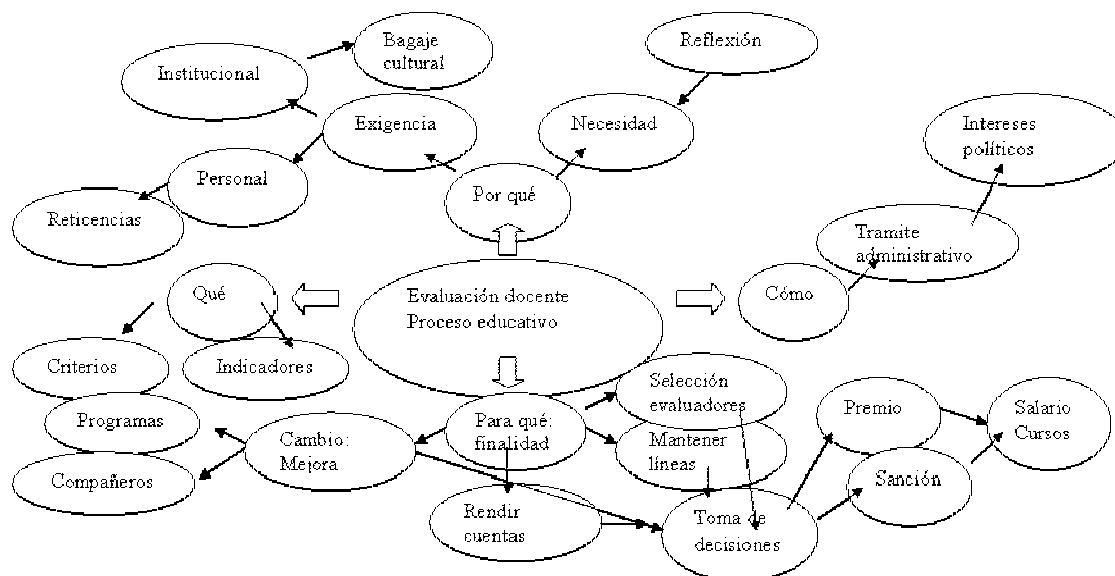 Bagaje
cultural
Reflexión
Institucional
Exigencia
Necesidad
Intereses
políticos
Personal
Por qué
Reticencias
Tramite
administrativo
Qué
Evaluación docente
Proceso educativo
Cómo
Criterios
Indicadores
Selección
evaluadores
Programas
Cambio:
Mejora
Para qué:
finalidad
Mantener
líneas
Premio
Salario
Cursos
Compañeros
Sanción
Rendir
cuentas
Toma de
decisiones